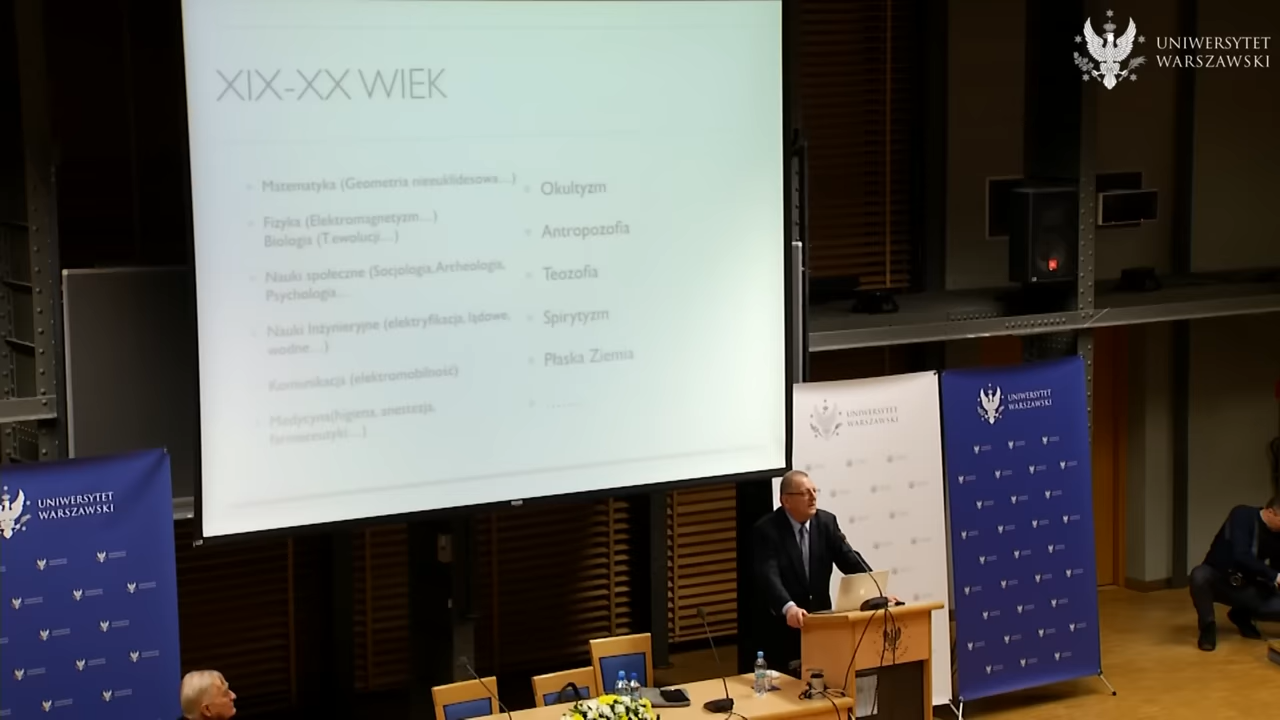 UNIWERSYTET
WARSZAWSKI
XIX-XX WIEK
Matematyka (Geometria nieeuklidesowa...)
Fizyka (Elektromagnetyzm...)
Biologia (T.ewolucji...)
Nauki społeczne (Socjologia, Archeologia,
Psychologia...
Nauki Inżynieryjne (elektryfikacja, lądowe,
wodne...)
Komunikacja (elektromobilność)
Medycyna(higiena, anestezja,
farmaceutyki...)
Okultyzm
Antropozofia
Teozofia
Spirytyzm
Płaska Ziemia
.......
UNIWERSYTET
WARSZAWSKI
UNIWERSYTET
WARSZAWSKI
UNIWERSYTET
WARSZAWSKI